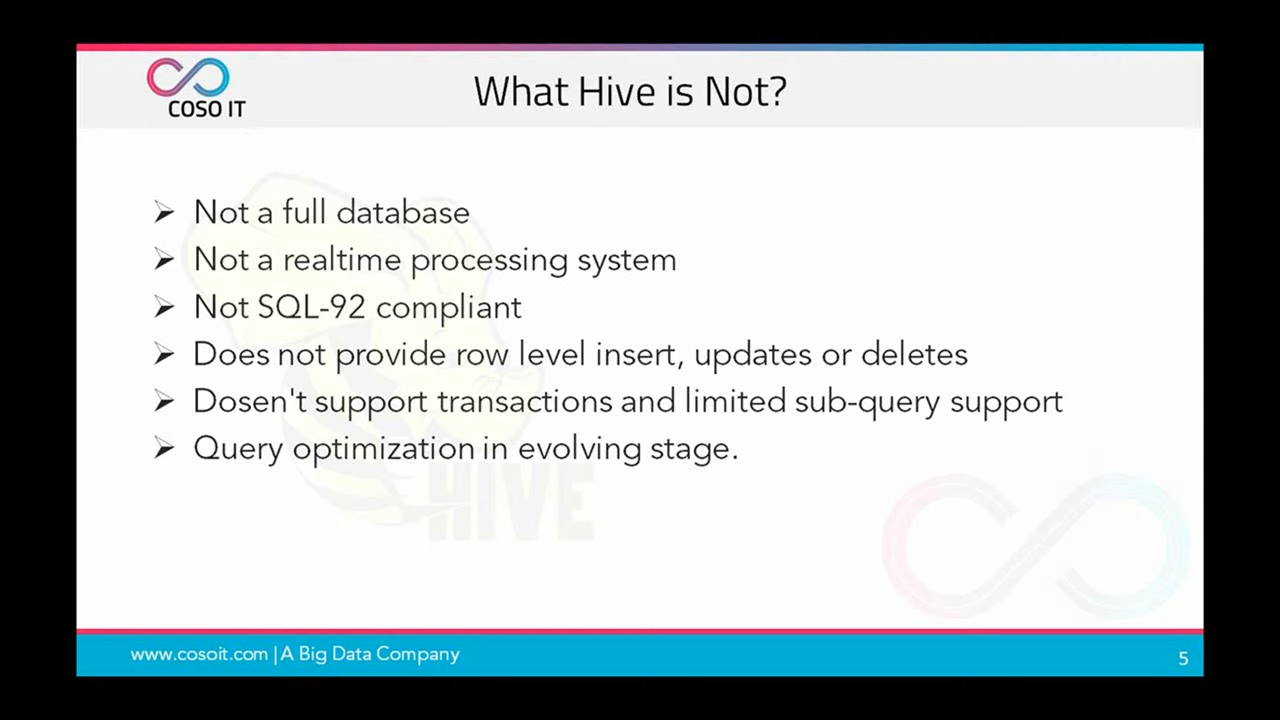 COSO IT
What Hive is Not?
Not a full database
Not a realtime processing system
Not SQL-92 compliant
Does not provide row level insert, updates or deletes
Dosen't support transactions and limited sub-query support
Query optimization in evolving stage.
HIVE
www.cosoit.com | A Big Data Company
5